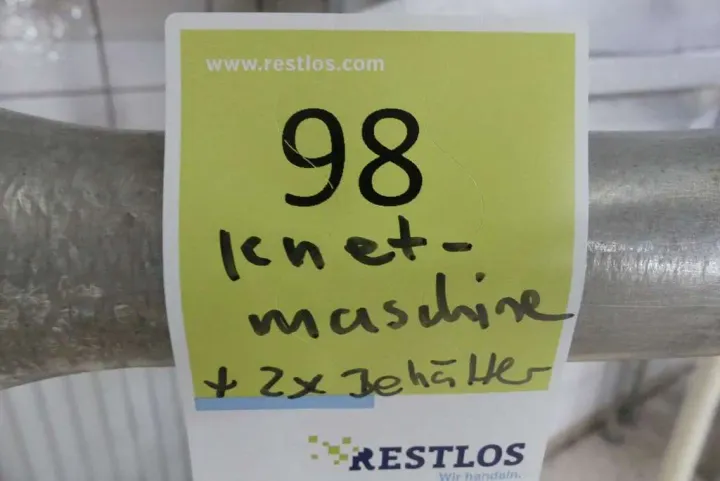 www.restlos.com
98
Knet-
maschine
+ 2x Behälter
RESTLOS
Wir handeln.